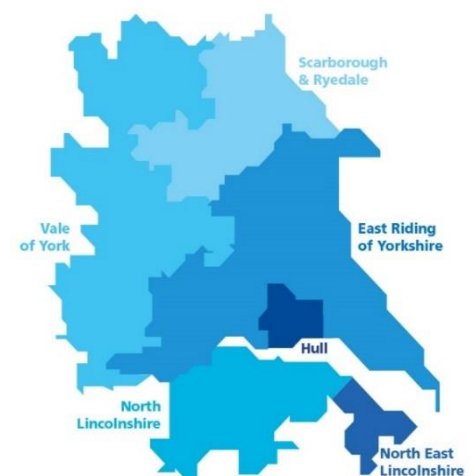 Scarborough
& Ryedale
Vale
of York
East Riding
of Yorkshire
Hull
North
Lincolnshire
North East
Lincolnshire